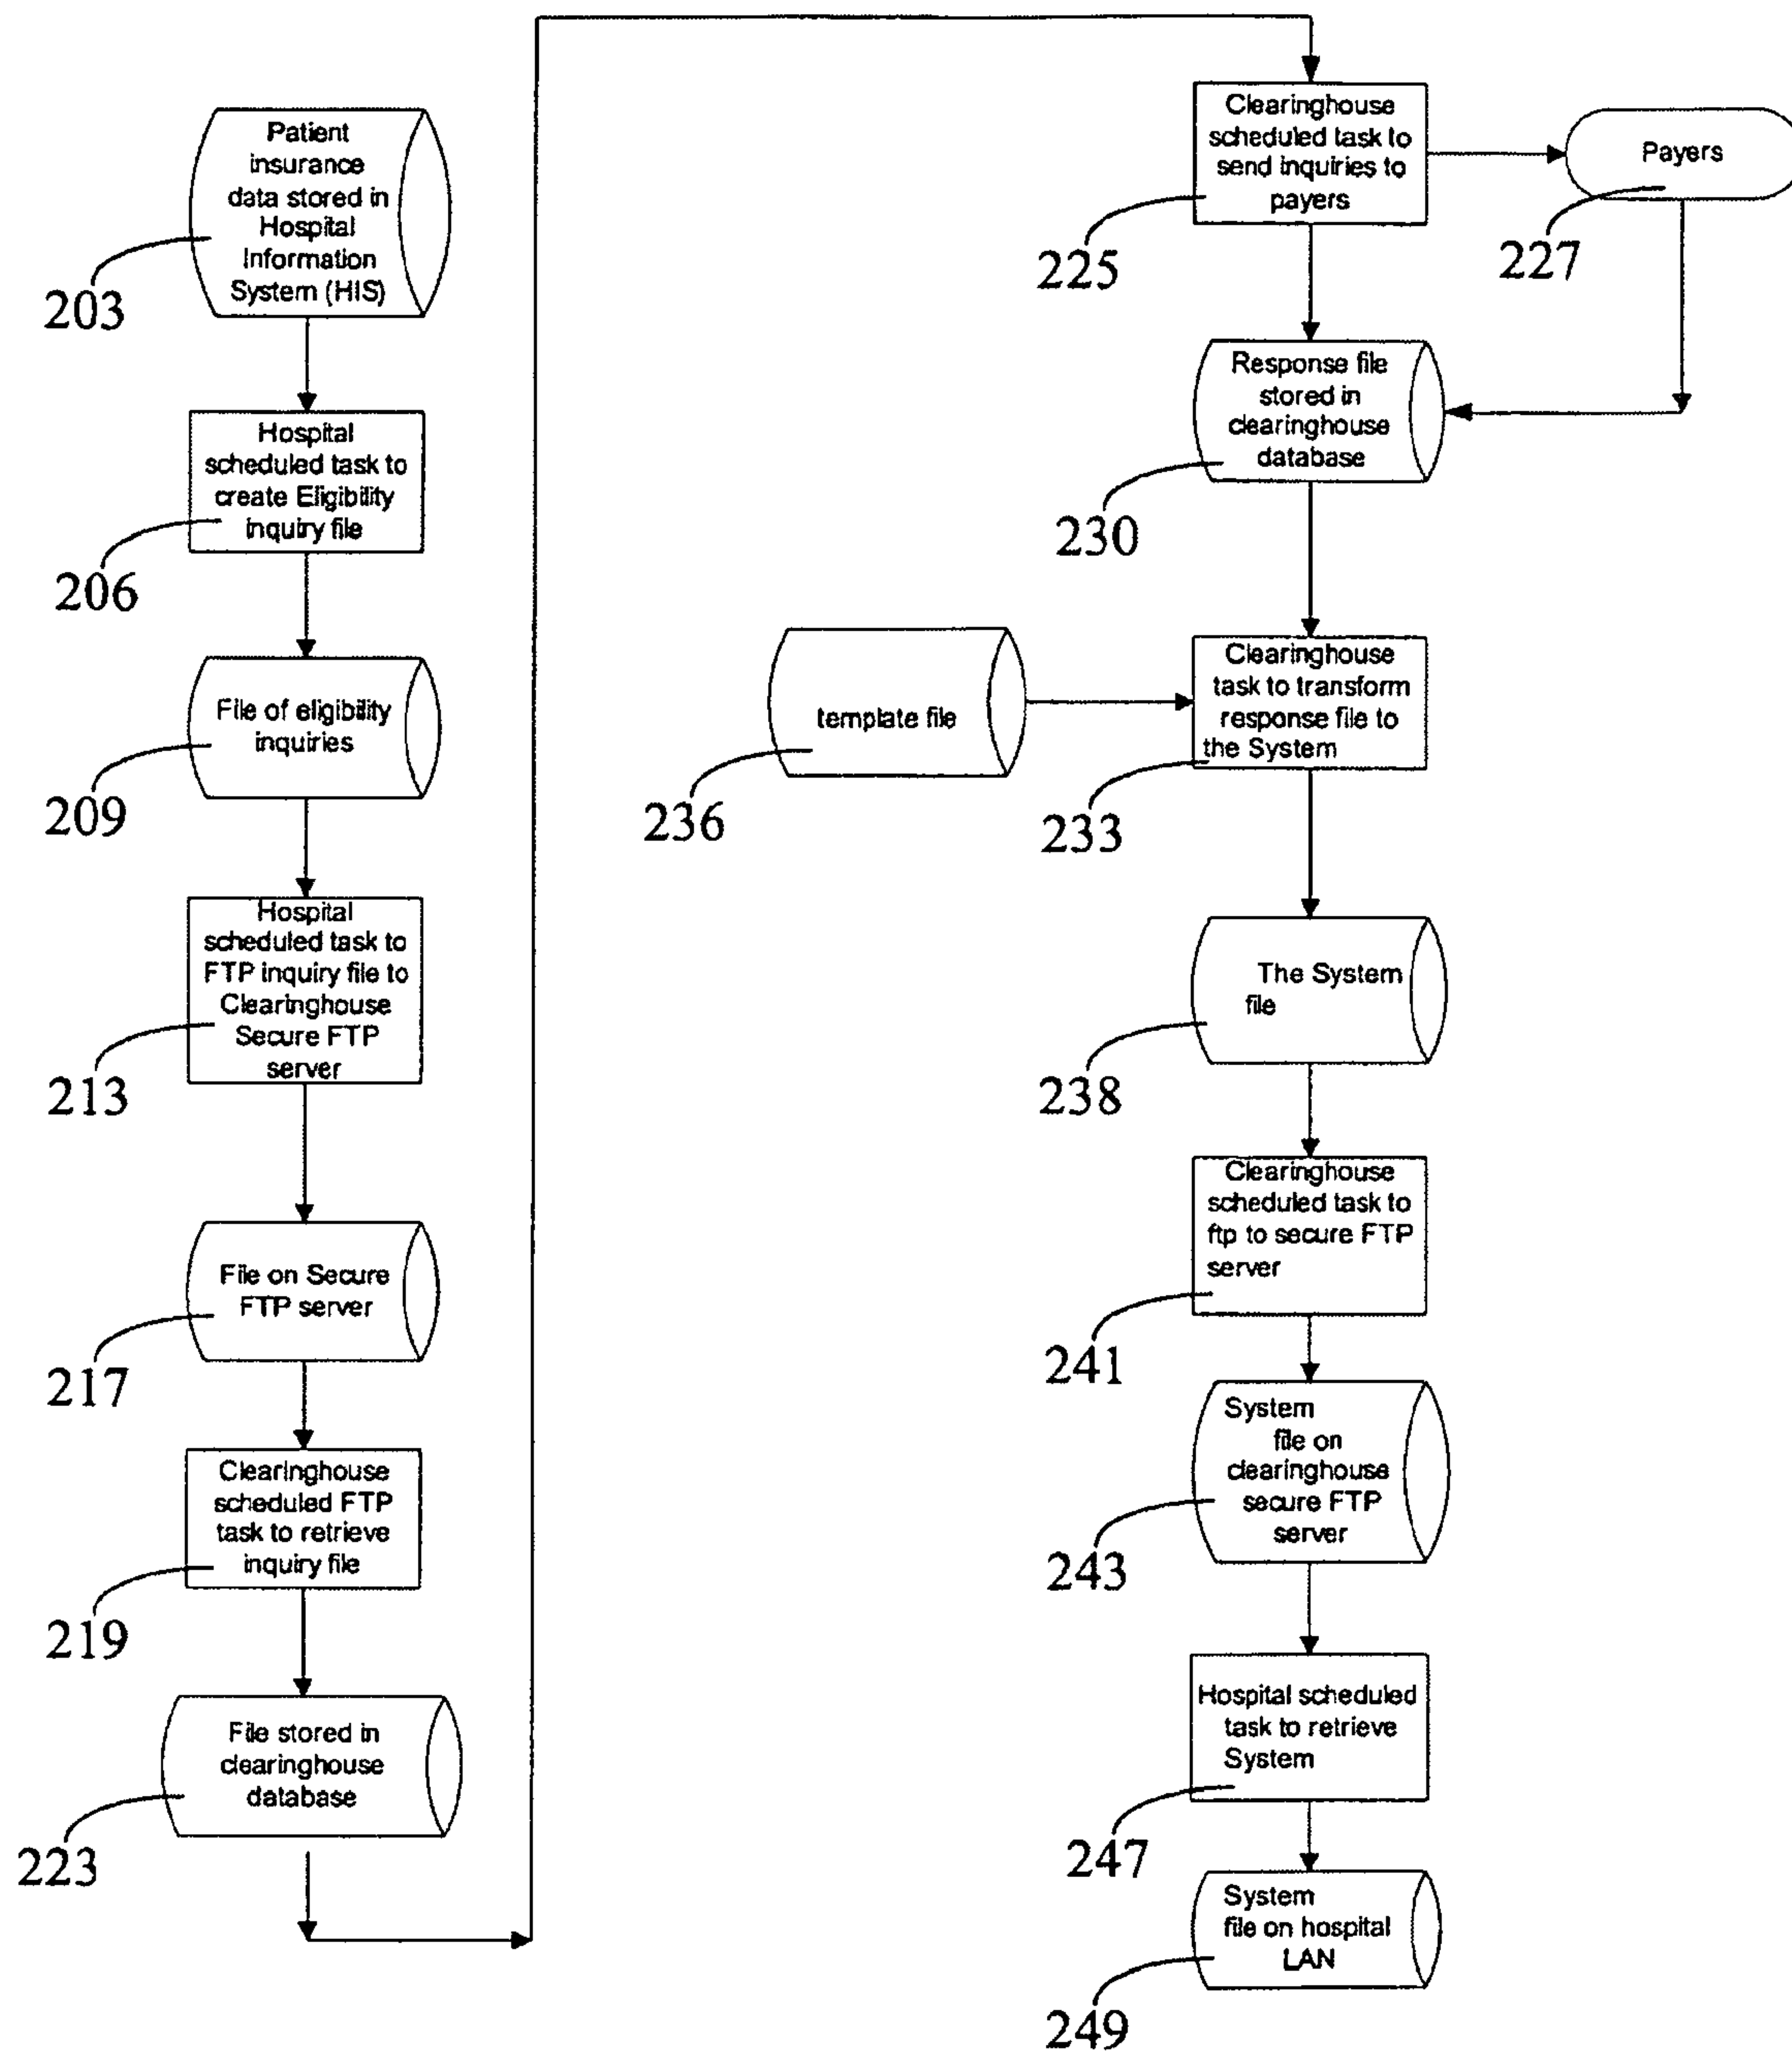 Patient
insurance
data stored in
Hospital
Information
System (HIS)
203
Hospital
scheduled task to
create Eligibility
inquiry file
206
File of eligibility
inquiries
209
Hospital
scheduled task to
FTP inquiry file to
Clearinghouse
Secure FTP
server
213
File on Secure
FTP server
217
Clearinghouse
scheduled FTP
task to retrieve
inquiry file
219
File stored in
clearinghouse
database
223
Clearinghouse
scheduled task to
send inquiries to
payers
225
Payers
227
Response file
stored in
clearinghouse
database
230
template file
236
Clearinghouse
task to transform
response file to
the System
233
The System
file
238
Clearinghouse
scheduled task to
ftp to secure FTP
server
241
System
file on
clearinghouse
secure FTP
server
243
Hospital scheduled
task to retrieve
System
247
System
file on hospital
LAN
249